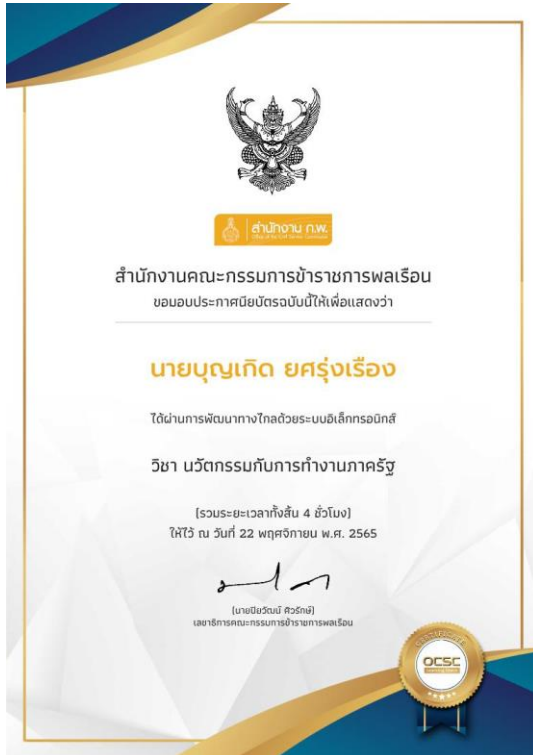 สำนักงาน ก.พ.
สำนักงานคณะกรรมการข้าราชการพลเรือน
ขอมอบประกาศนียบัตรฉบับนี้ให้เพื่อแสดงว่า
นายบุญเกิด ยศรุ่งเรือง
ได้ผ่านการพัฒนาทางไกลด้วยระบบอิเล็กทรอนิกส์
วิชา นวัตกรรมกับการทำงานภาครัฐ
(รวมระยะเวลาทั้งสิ้น 4 ชั่วโมง)
ให้ไว้ ณ วันที่ 22 พฤศจิกายน พ.ศ. 2565
(นายปิยวัฒน์ ศิวรักษ์)
เลขาธิการคณะกรรมการข้าราชการพลเรือน
CERTIFICATE
OCSC